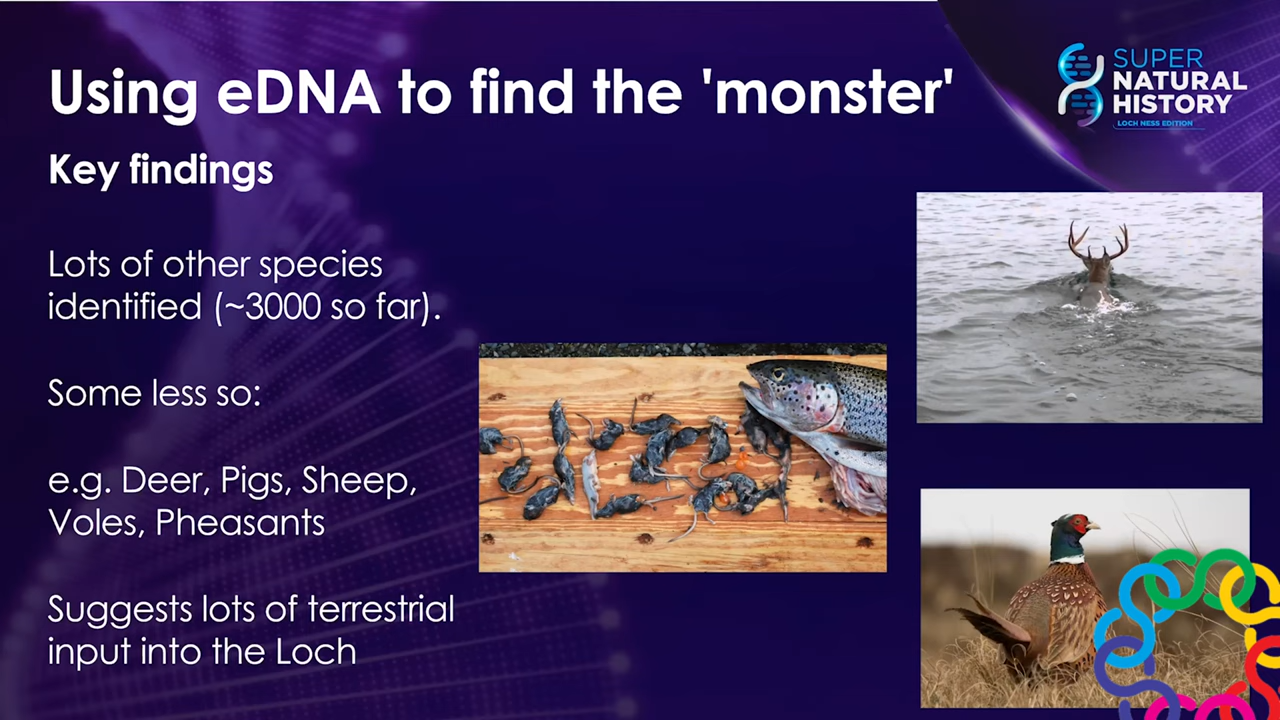 Using eDNA to find the 'monster'
SUPER
NATURAL
HISTORY
LOCH NESS EDITION
Key findings
Lots of other species
identified (~3000 so far).
Some less so:
e.g. Deer, Pigs, Sheep,
Voles, Pheasants
Suggests lots of terrestrial
input into the Loch